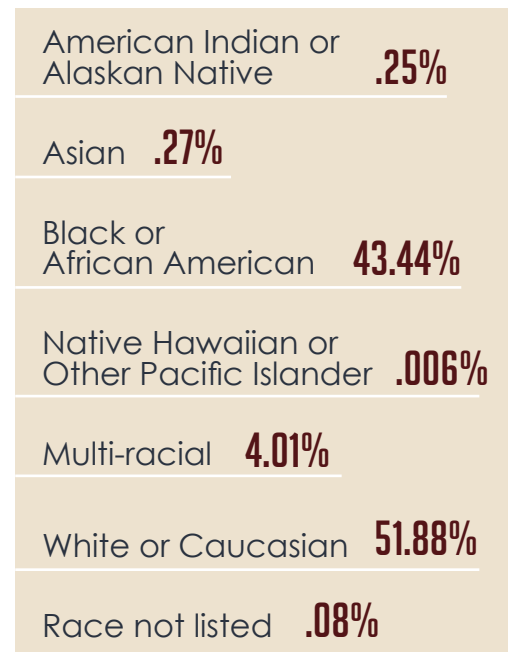 American Indian or
Alaskan Native .25%
Asian .27%
Black or
African American 43.44%
Native Hawaiian or
Other Pacific Islander .006%
Multi-racial 4.01%
White or Caucasian 51.88%
Race not listed .08%